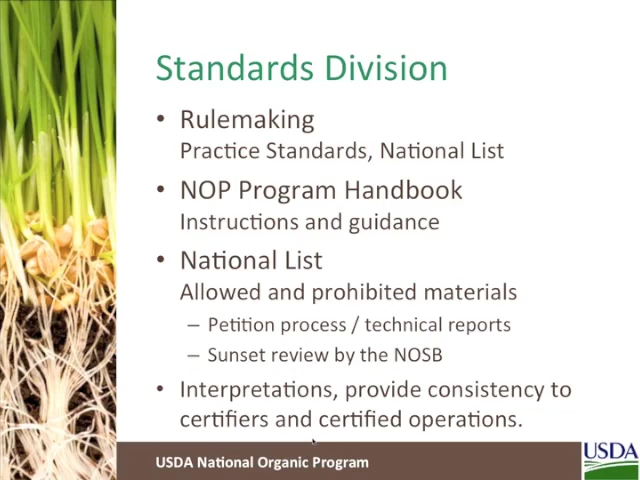 Standards Division
• Rulemaking
Practice Standards, National List
• NOP Program Handbook
Instructions and guidance
• National List
Allowed and prohibited materials
– Petition process / technical reports
– Sunset review by the NOSB
• Interpretations, provide consistency to
certifiers and certified operations.
USDA National Organic Program
USDA